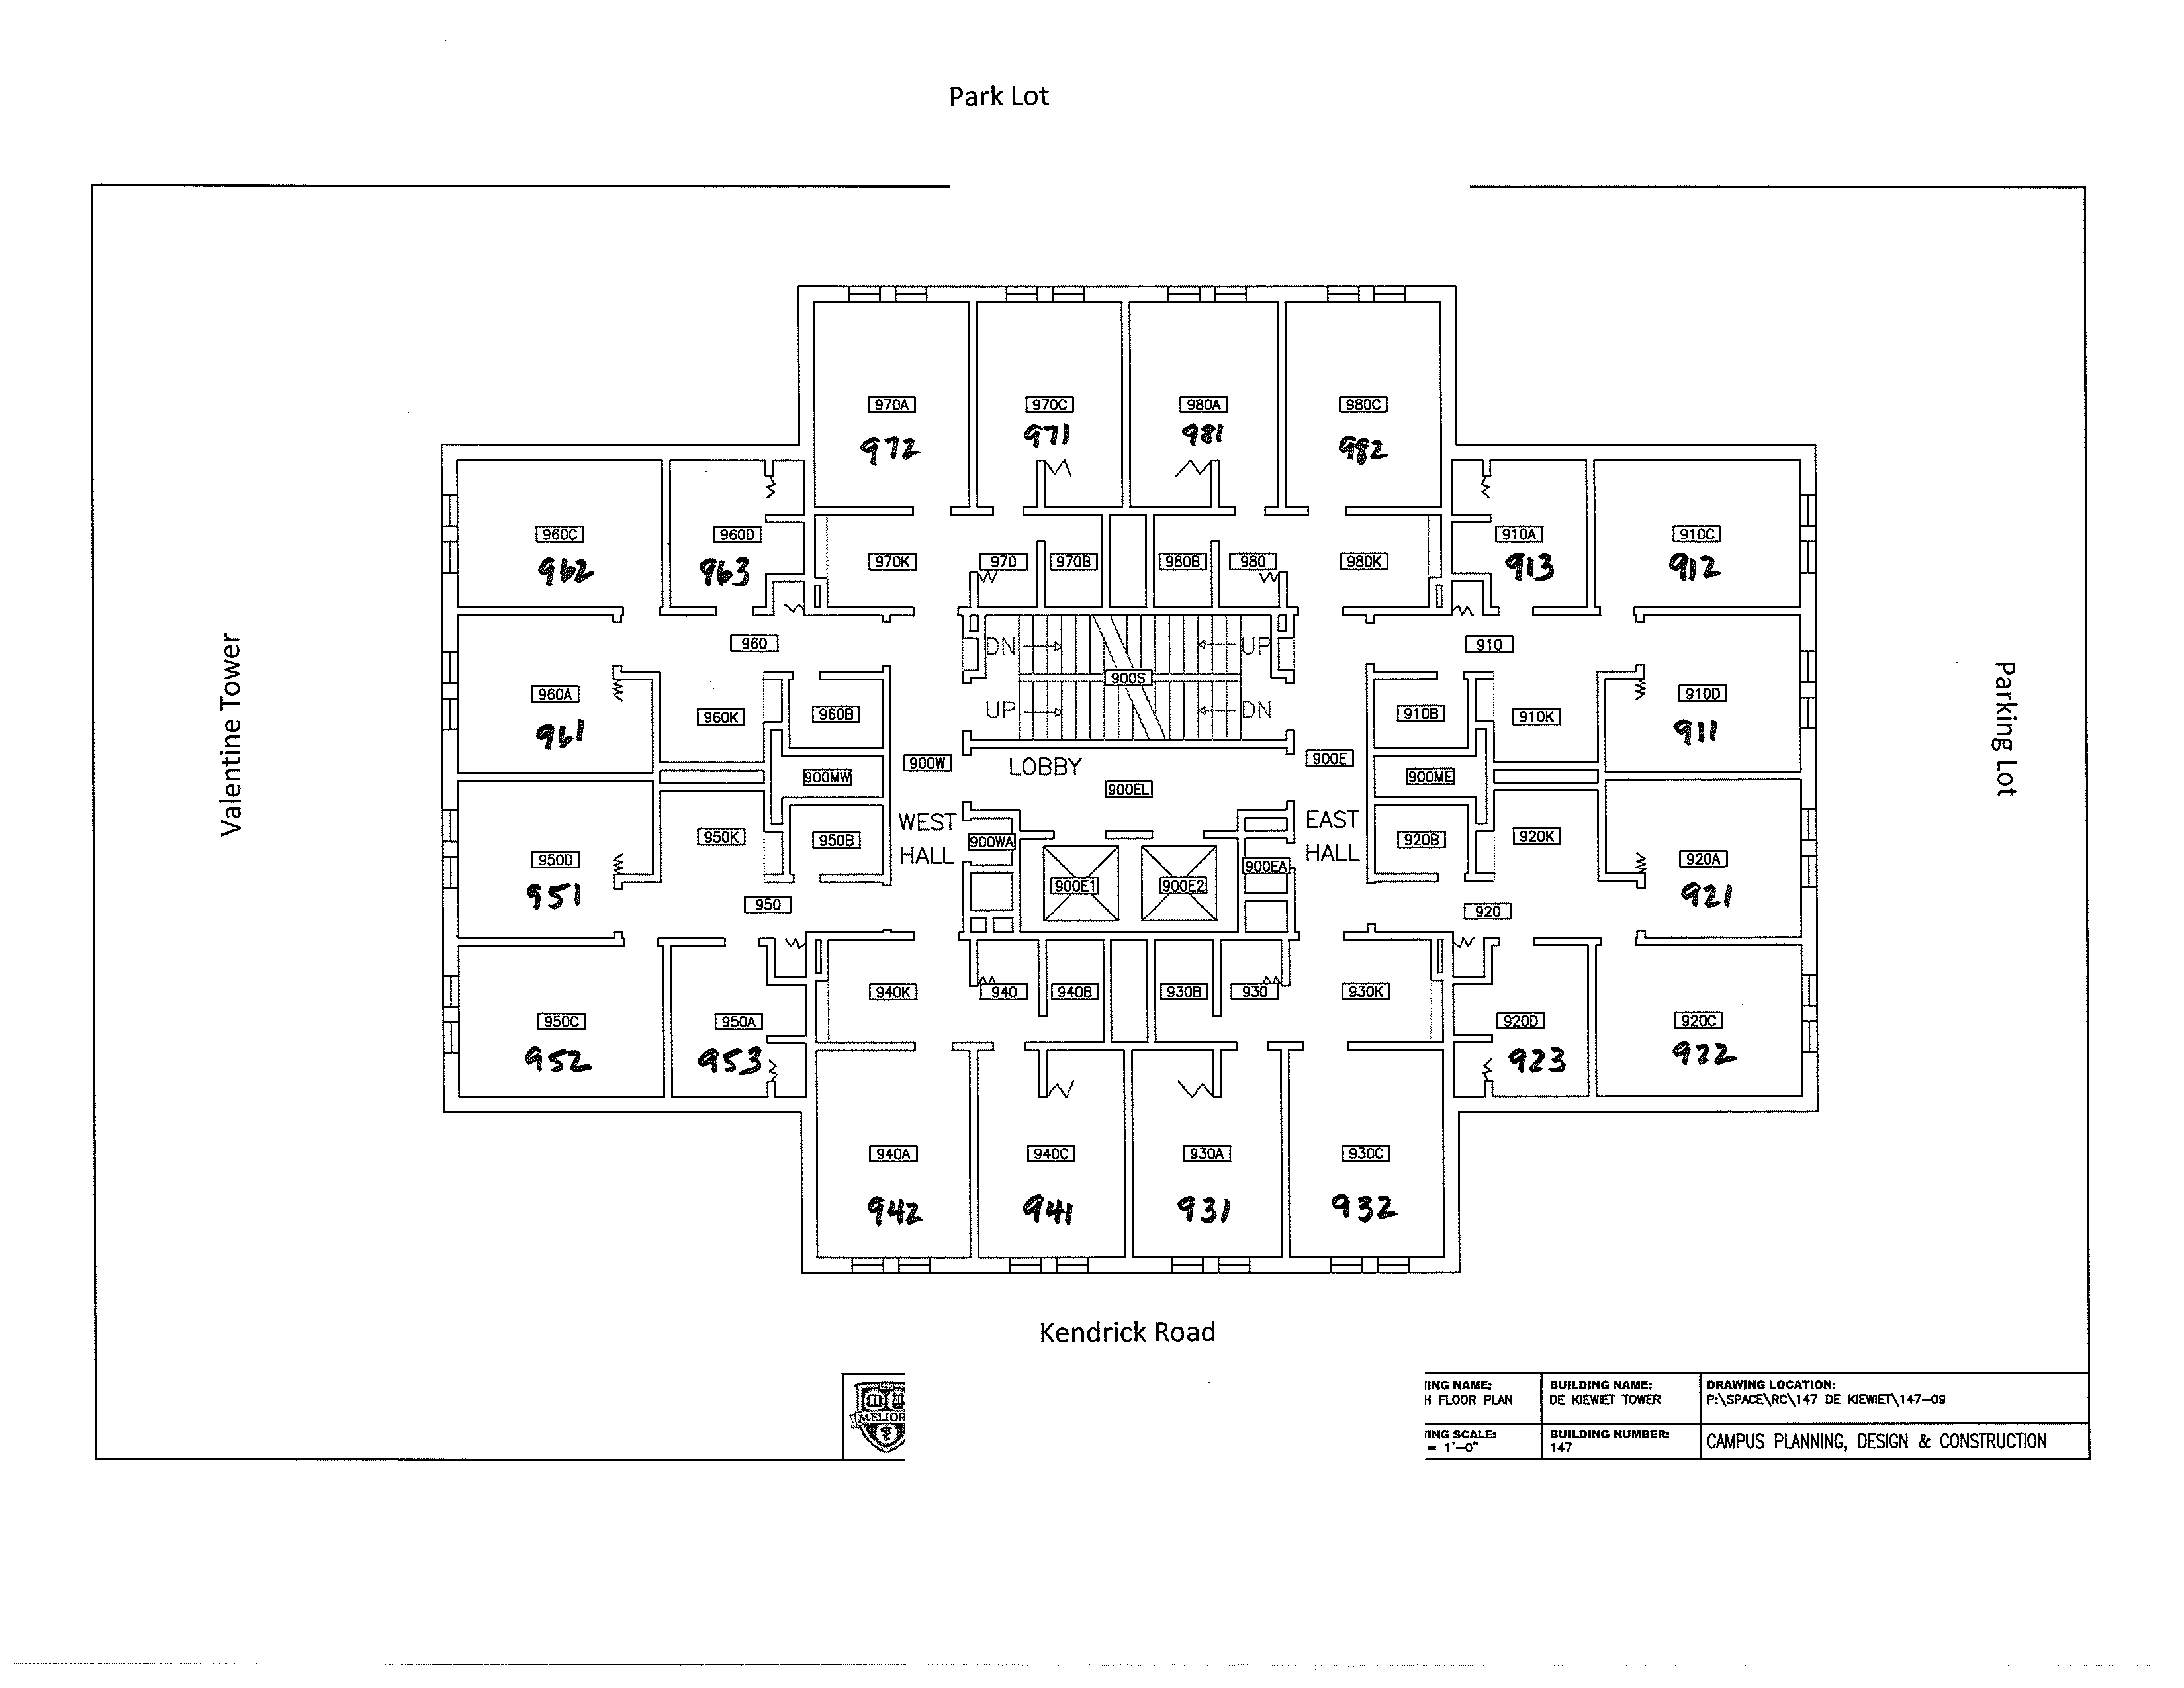 Park Lot
970A 970C 980A 980C
972 971 981 982
960C 960D 910A 910C
962 963 913 912
970K 970 970B 980B 980 980K
960 DN UP 910
900S
960A 910D
961 911
960K 960B UP DN 910B 910K
Valentine Tower
Parking Lot
900W LOBBY 900E
900MW 900EL 900ME
WEST EAST
HALL HALL
950K 950B 900WA 920B 920K
950D 900E1 900E2 900EA 920A
951 921
950 920
940K 940 940B 930B 930 930K
950C 950A 920D 920C
952 953 923 922
940A 940C 930A 930C
942 941 931 932
Kendrick Road
MELIOR
ING NAME: BUILDING NAME: DRAWING LOCATION:
H FLOOR PLAN DE KIEWIET TOWER P:\SPACE\RC\147 DE KIEWIET\147-09
ING SCALE: BUILDING NUMBER: CAMPUS PLANNING, DESIGN & CONSTRUCTION
= 1'-0" 147